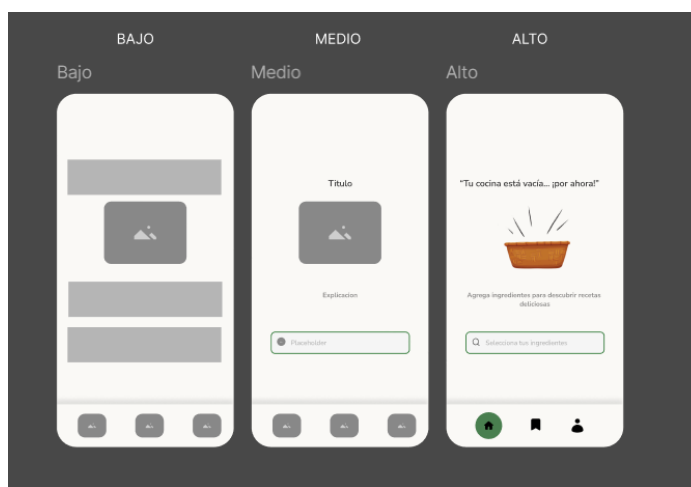 BAJO
MEDIO
ALTO
Bajo
Medio
Alto
Titulo
Explicacion
Placeholder
“Tu cocina está vacía... ¡por ahora!”
Agrega ingredientes para descubrir recetas
deliciosas
Selecciona tus ingredientes